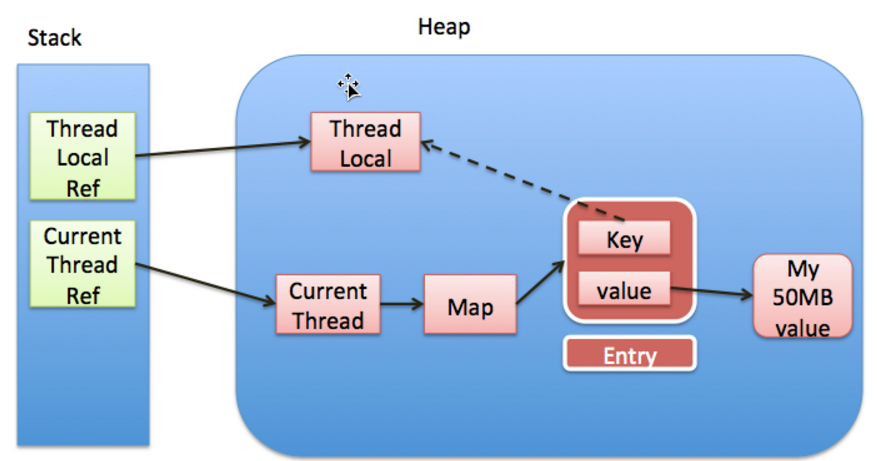 Stack
Heap
Thread
Local
Ref
Thread
Local
Current
Thread
Ref
Key
value
Current
Thread
Map
My
50MB
value
Entry